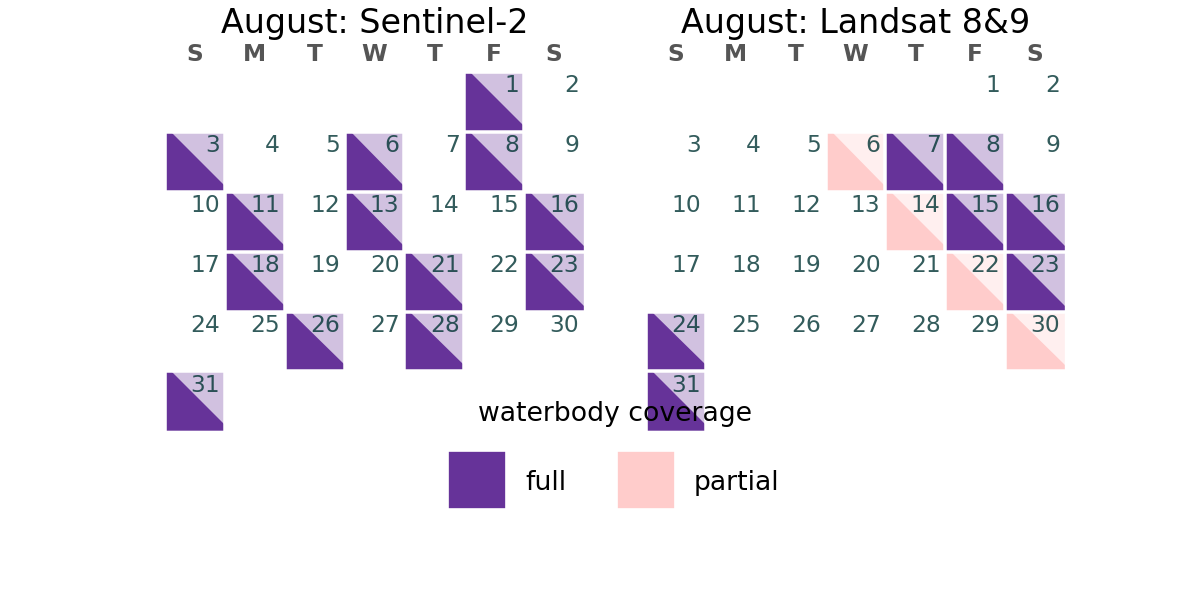 August: Sentinel-2
S M T W T F S
1 2
3 4 5 6 7 8 9
10 11 12 13 14 15 16
17 18 19 20 21 22 23
24 25 26 27 28 29 30
31
August: Landsat 8&9
S M T W T F S
1 2
3 4 5 6 7 8 9
10 11 12 13 14 15 16
17 18 19 20 21 22 23
24 25 26 27 28 29 30
31
waterbody coverage
full
partial